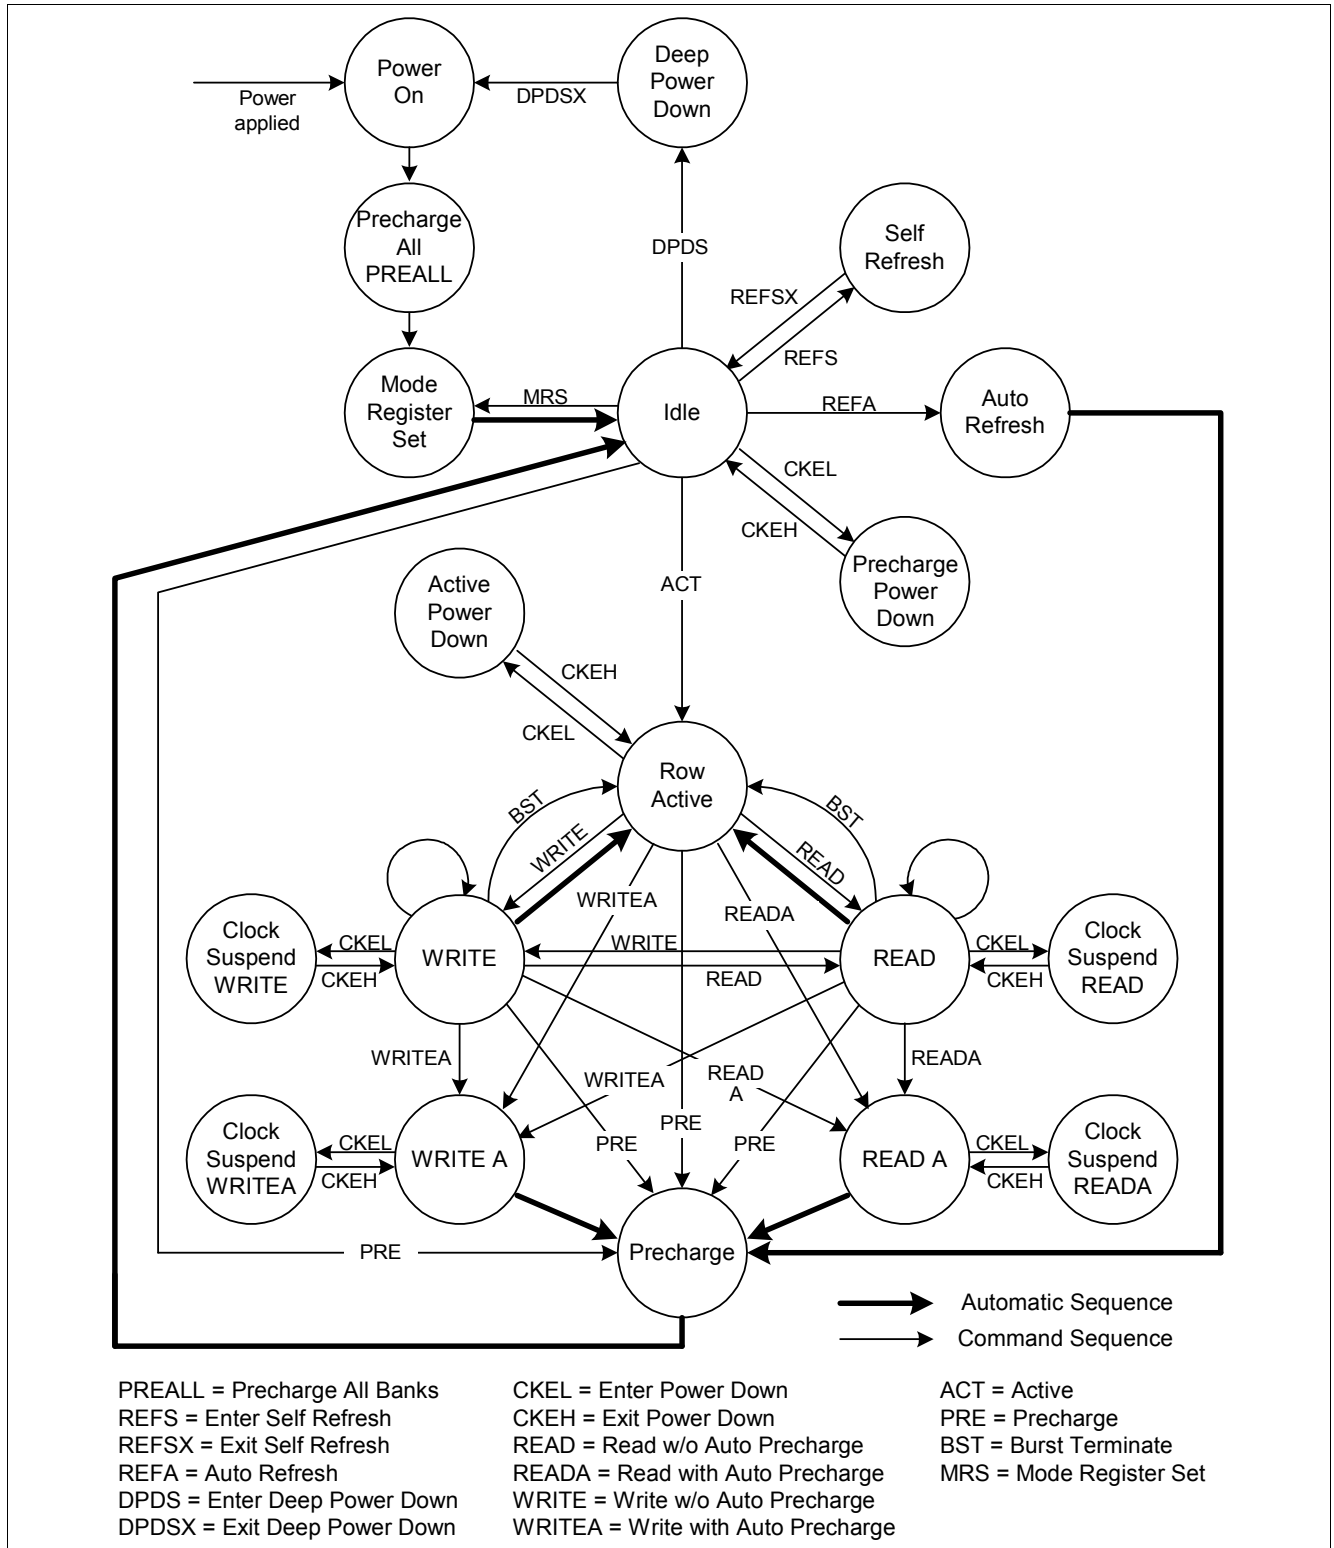 Power
On
Deep
Power
Down
Power
applied
DPDSX
Precharge
All
PREALL
DPDS
Self
Refresh
REFSX
REFS
Mode
Register
Set
MRS
Idle
REFA
Auto
Refresh
CKEL
CKEH
Precharge
Power
Down
ACT
Active
Power
Down
CKEH
CKEL
Row
Active
BST
WRITE
READ
BST
WRITEA
READA
Clock
Suspend
WRITE
CKEL
CKEH
WRITE
WRITE
READ
READ
CKEL
CKEH
Clock
Suspend
READ
WRITEA
WRITEA
READ
A
READA
Clock
Suspend
WRITEA
CKEL
CKEH
WRITE A
PRE
PRE
PRE
READ A
CKEL
CKEH
Clock
Suspend
READA
PRE
Precharge
Automatic Sequence
Command Sequence
PREALL = Precharge All Banks
REFS = Enter Self Refresh
REFSX = Exit Self Refresh
REFA = Auto Refresh
DPDS = Enter Deep Power Down
DPDSX = Exit Deep Power Down
CKEL = Enter Power Down
CKEH = Exit Power Down
READ = Read w/o Auto Precharge
READA = Read with Auto Precharge
WRITE = Write w/o Auto Precharge
WRITEA = Write with Auto Precharge
ACT = Active
PRE = Precharge
BST = Burst Terminate
MRS = Mode Register Set